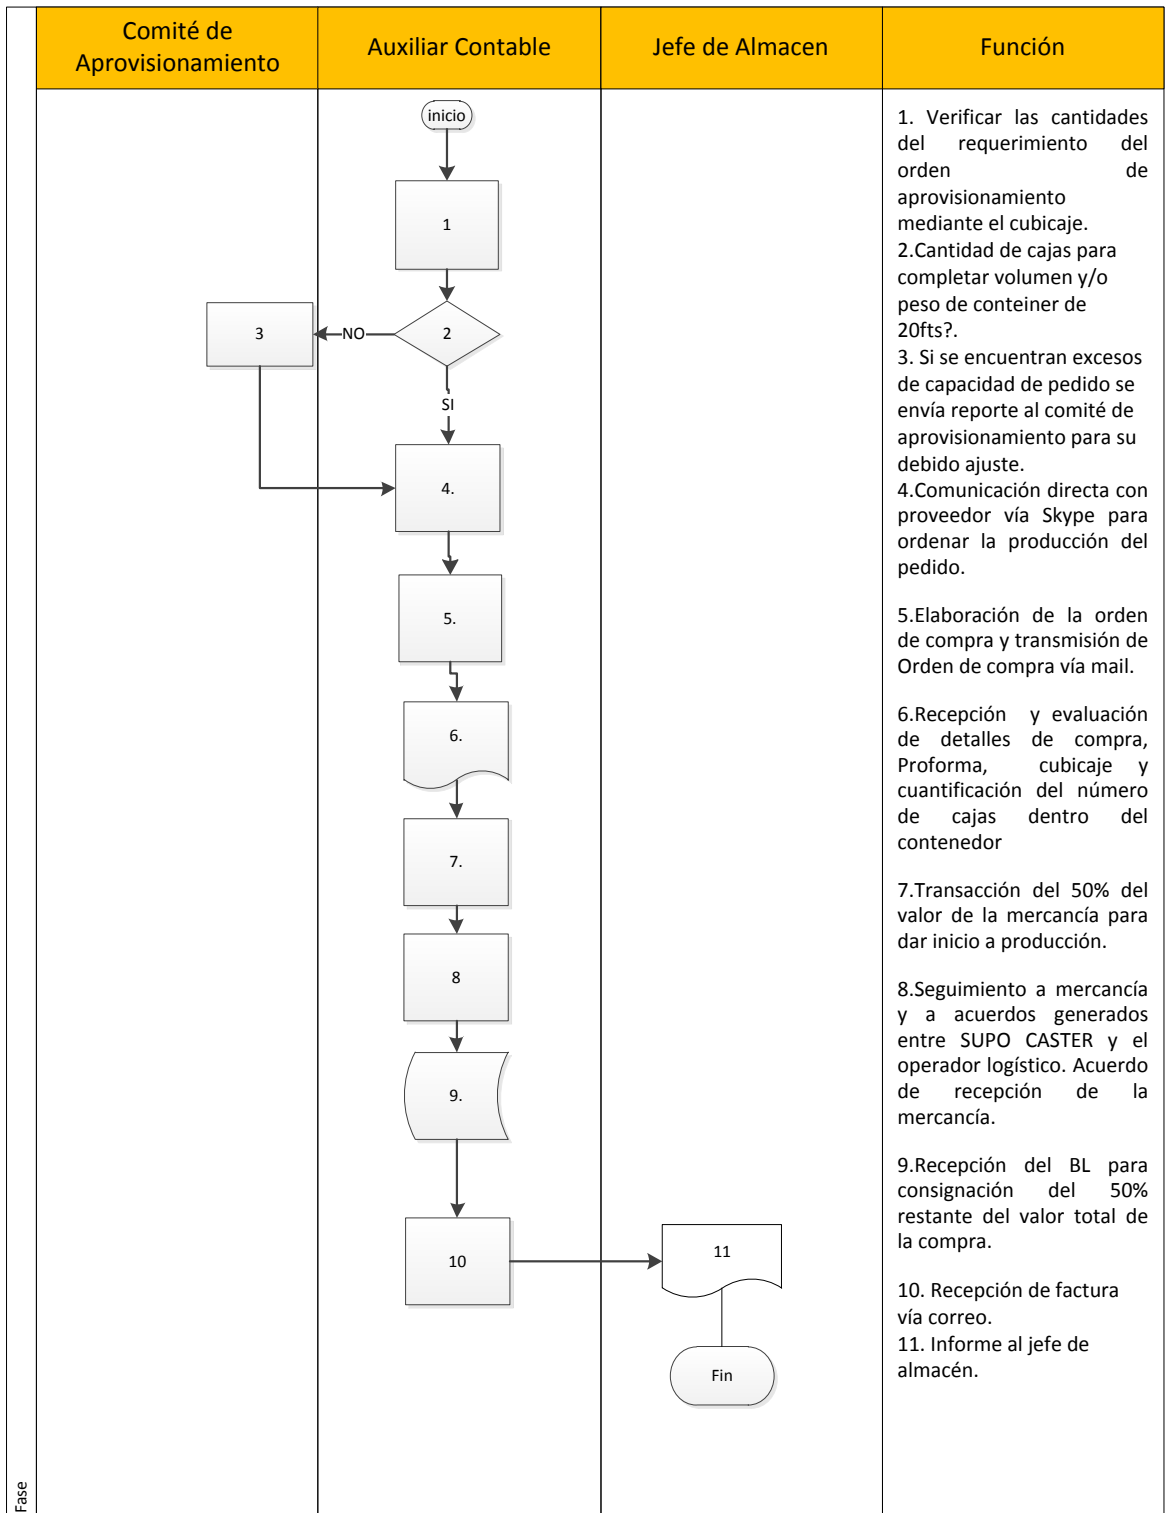 Comité de
Aprovisionamiento
Auxiliar Contable
Jefe de Almacen
Función
inicio
1
2
NO
3
SI
4.
5.
6.
7.
8
9.
10
11
Fin
1. Verificar las cantidades
del requerimiento del
orden de
aprovisionamiento
mediante el cubicaje.
2.Cantidad de cajas para
completar volumen y/o
peso de conteiner de
20fts?.
3. Si se encuentran excesos
de capacidad de pedido se
envía reporte al comité de
aprovisionamiento para su
debido ajuste.
4.Comunicación directa con
proveedor vía Skype para
ordenar la producción del
pedido.
5.Elaboración de la orden
de compra y transmisión de
Orden de compra vía mail.
6.Recepción y evaluación
de detalles de compra,
Proforma, cubicaje y
cuantificación del número
de cajas dentro del
contenedor
7.Transacción del 50% del
valor de la mercancía para
dar inicio a producción.
8.Seguimiento a mercancía
y a acuerdos generados
entre SUPO CASTER y el
operador logístico. Acuerdo
de recepción de la
mercancía.
9.Recepción del BL para
consignación del 50%
restante del valor total de
la compra.
10. Recepción de factura
vía correo.
11. Informe al jefe de
almacén.
Fase